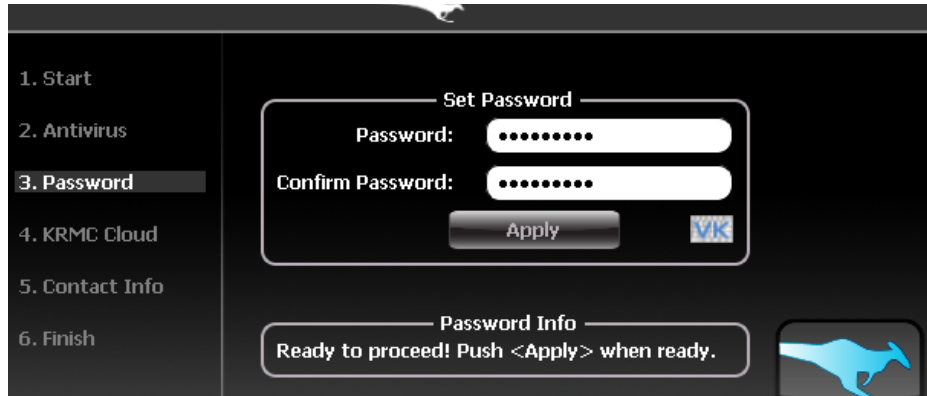 1. Start
2. Antivirus
3. Password
4. KRMC Cloud
5. Contact Info
6. Finish
Set Password
Password: •••••••••
Confirm Password: •••••••••
Apply VK
Password Info
Ready to proceed! Push <Apply> when ready.